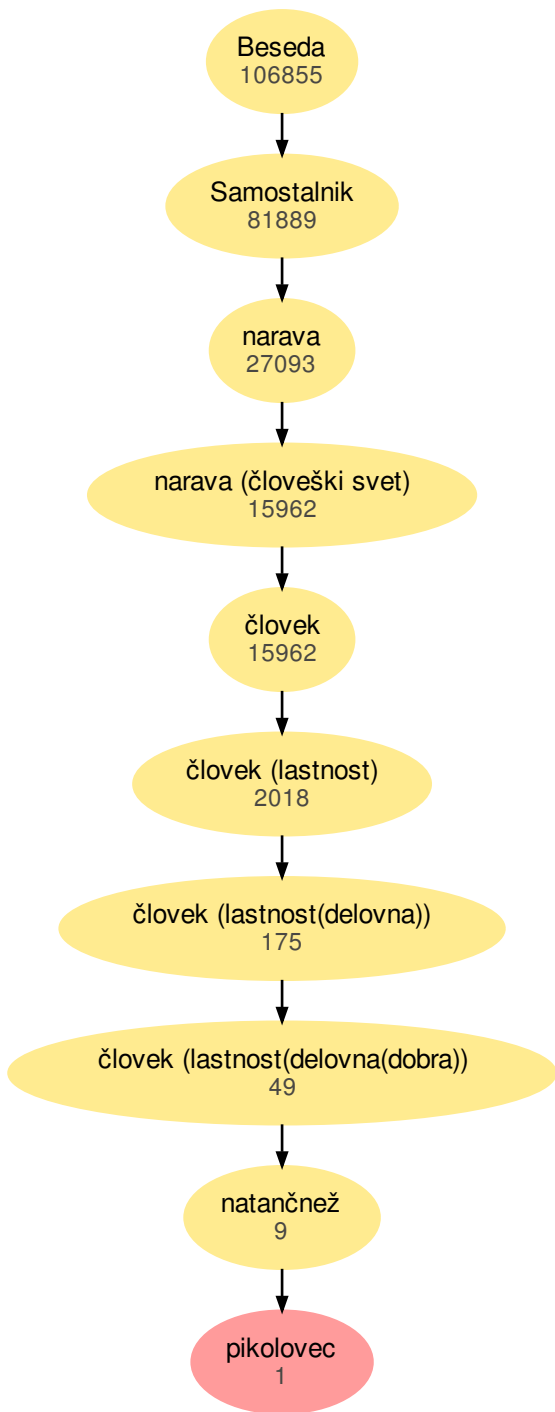 Beseda
106855
Samostalnik
81889
narava
27093
narava (človeški svet)
15962
človek
15962
človek (lastnost)
2018
človek (lastnost(delovna))
175
človek (lastnost(delovna(dobra))
49
natančnež
9
pikolovec
1